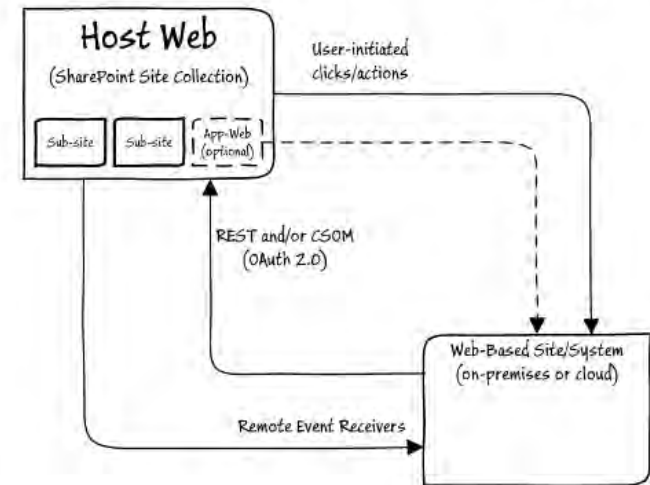 Host Web
(SharePoint Site Collection)
Sub-site
Sub-site
App-Web
(optional)
User-initiated
clicks/actions
REST and/or CSOM
(OAuth 2.0)
Web-Based Site/System
(on-premises or cloud)
Remote Event Receivers